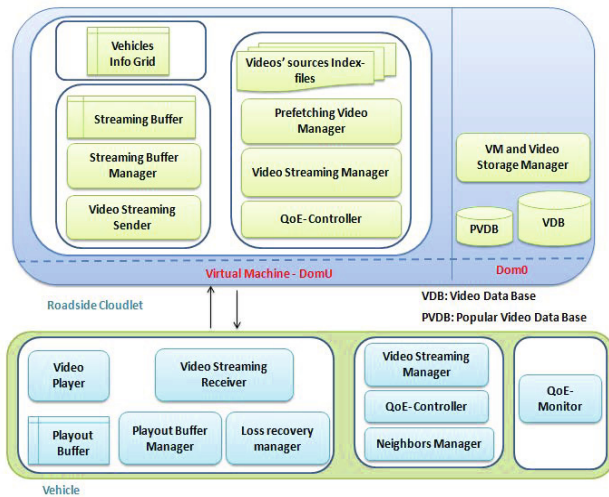 Vehicles
Info Grid
Streaming Buffer
Streaming Buffer
Manager
Video Streaming
Sender
Videos' sources Index-
files
Prefetching Video
Manager
Video Streaming Manager
QoE- Controller
VM and Video
Storage Manager
PVDB
VDB
Virtual Machine - DomU
Dom0
Roadside Cloudlet
VDB: Video Data Base
PVDB: Popular Video Data Base
Video
Player
Video Streaming
Receiver
Playout
Buffer
Playout Buffer
Manager
Loss recovery
manager
Video Streaming
Manager
QoE- Controller
Neighbors Manager
QoE-
Monitor
Vehicle